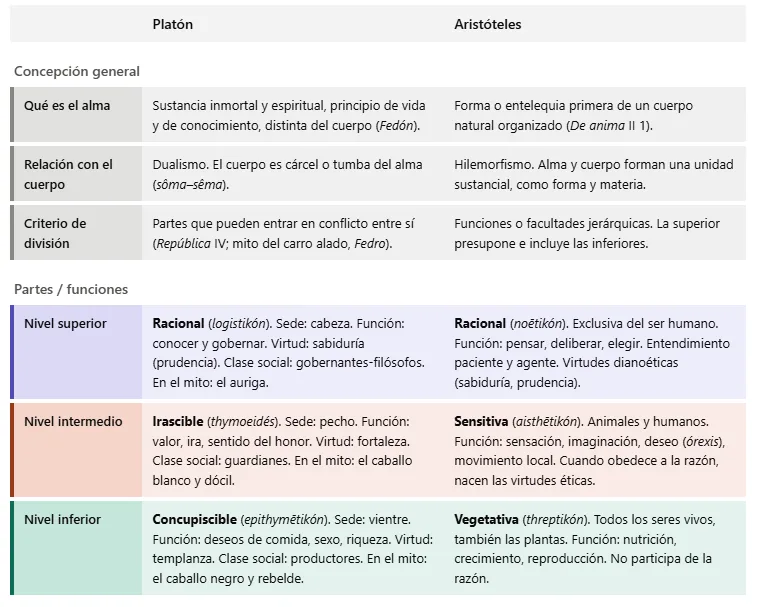 Platón
Aristóteles
Concepción general
Qué es el alma
Sustancia inmortal y espiritual, principio de vida
y de conocimiento, distinta del cuerpo (Fedón).
Forma o entelequia primera de un cuerpo
natural organizado (De anima II 1).
Relación con el
cuerpo
Dualismo. El cuerpo es cárcel o tumba del alma
(sôma–sêma).
Hilemorfismo. Alma y cuerpo forman una unidad
sustancial, como forma y materia.
Criterio de
división
Partes que pueden entrar en conflicto entre sí
(República IV; mito del carro alado, Fedro).
Funciones o facultades jerárquicas. La superior
presupone e incluye las inferiores.
Partes / funciones
Nivel superior
Racional (logistikón). Sede: cabeza. Función:
conocer y gobernar. Virtud: sabiduría
(prudencia). Clase social: gobernantes-filósofos.
En el mito: el auriga.
Racional (noētikón). Exclusiva del ser humano.
Función: pensar, deliberar, elegir. Entendimiento
paciente y agente. Virtudes dianoéticas
(sabiduría, prudencia).
Nivel intermedio
Irascible (thymoeidés). Sede: pecho. Función:
valor, ira, sentido del honor. Virtud: fortaleza.
Clase social: guardianes. En el mito: el caballo
blanco y dócil.
Sensitiva (aisthētikón). Animales y humanos.
Función: sensación, imaginación, deseo (órexis),
movimiento local. Cuando obedece a la razón,
nacen las virtudes éticas.
Nivel inferior
Concupiscible (epithymētikón). Sede: vientre.
Función: deseos de comida, sexo, riqueza. Virtud:
templanza. Clase social: productores. En el mito:
el caballo negro y rebelde.
Vegetativa (threptikón). Todos los seres vivos,
también las plantas. Función: nutrición,
crecimiento, reproducción. No participa de la
razón.